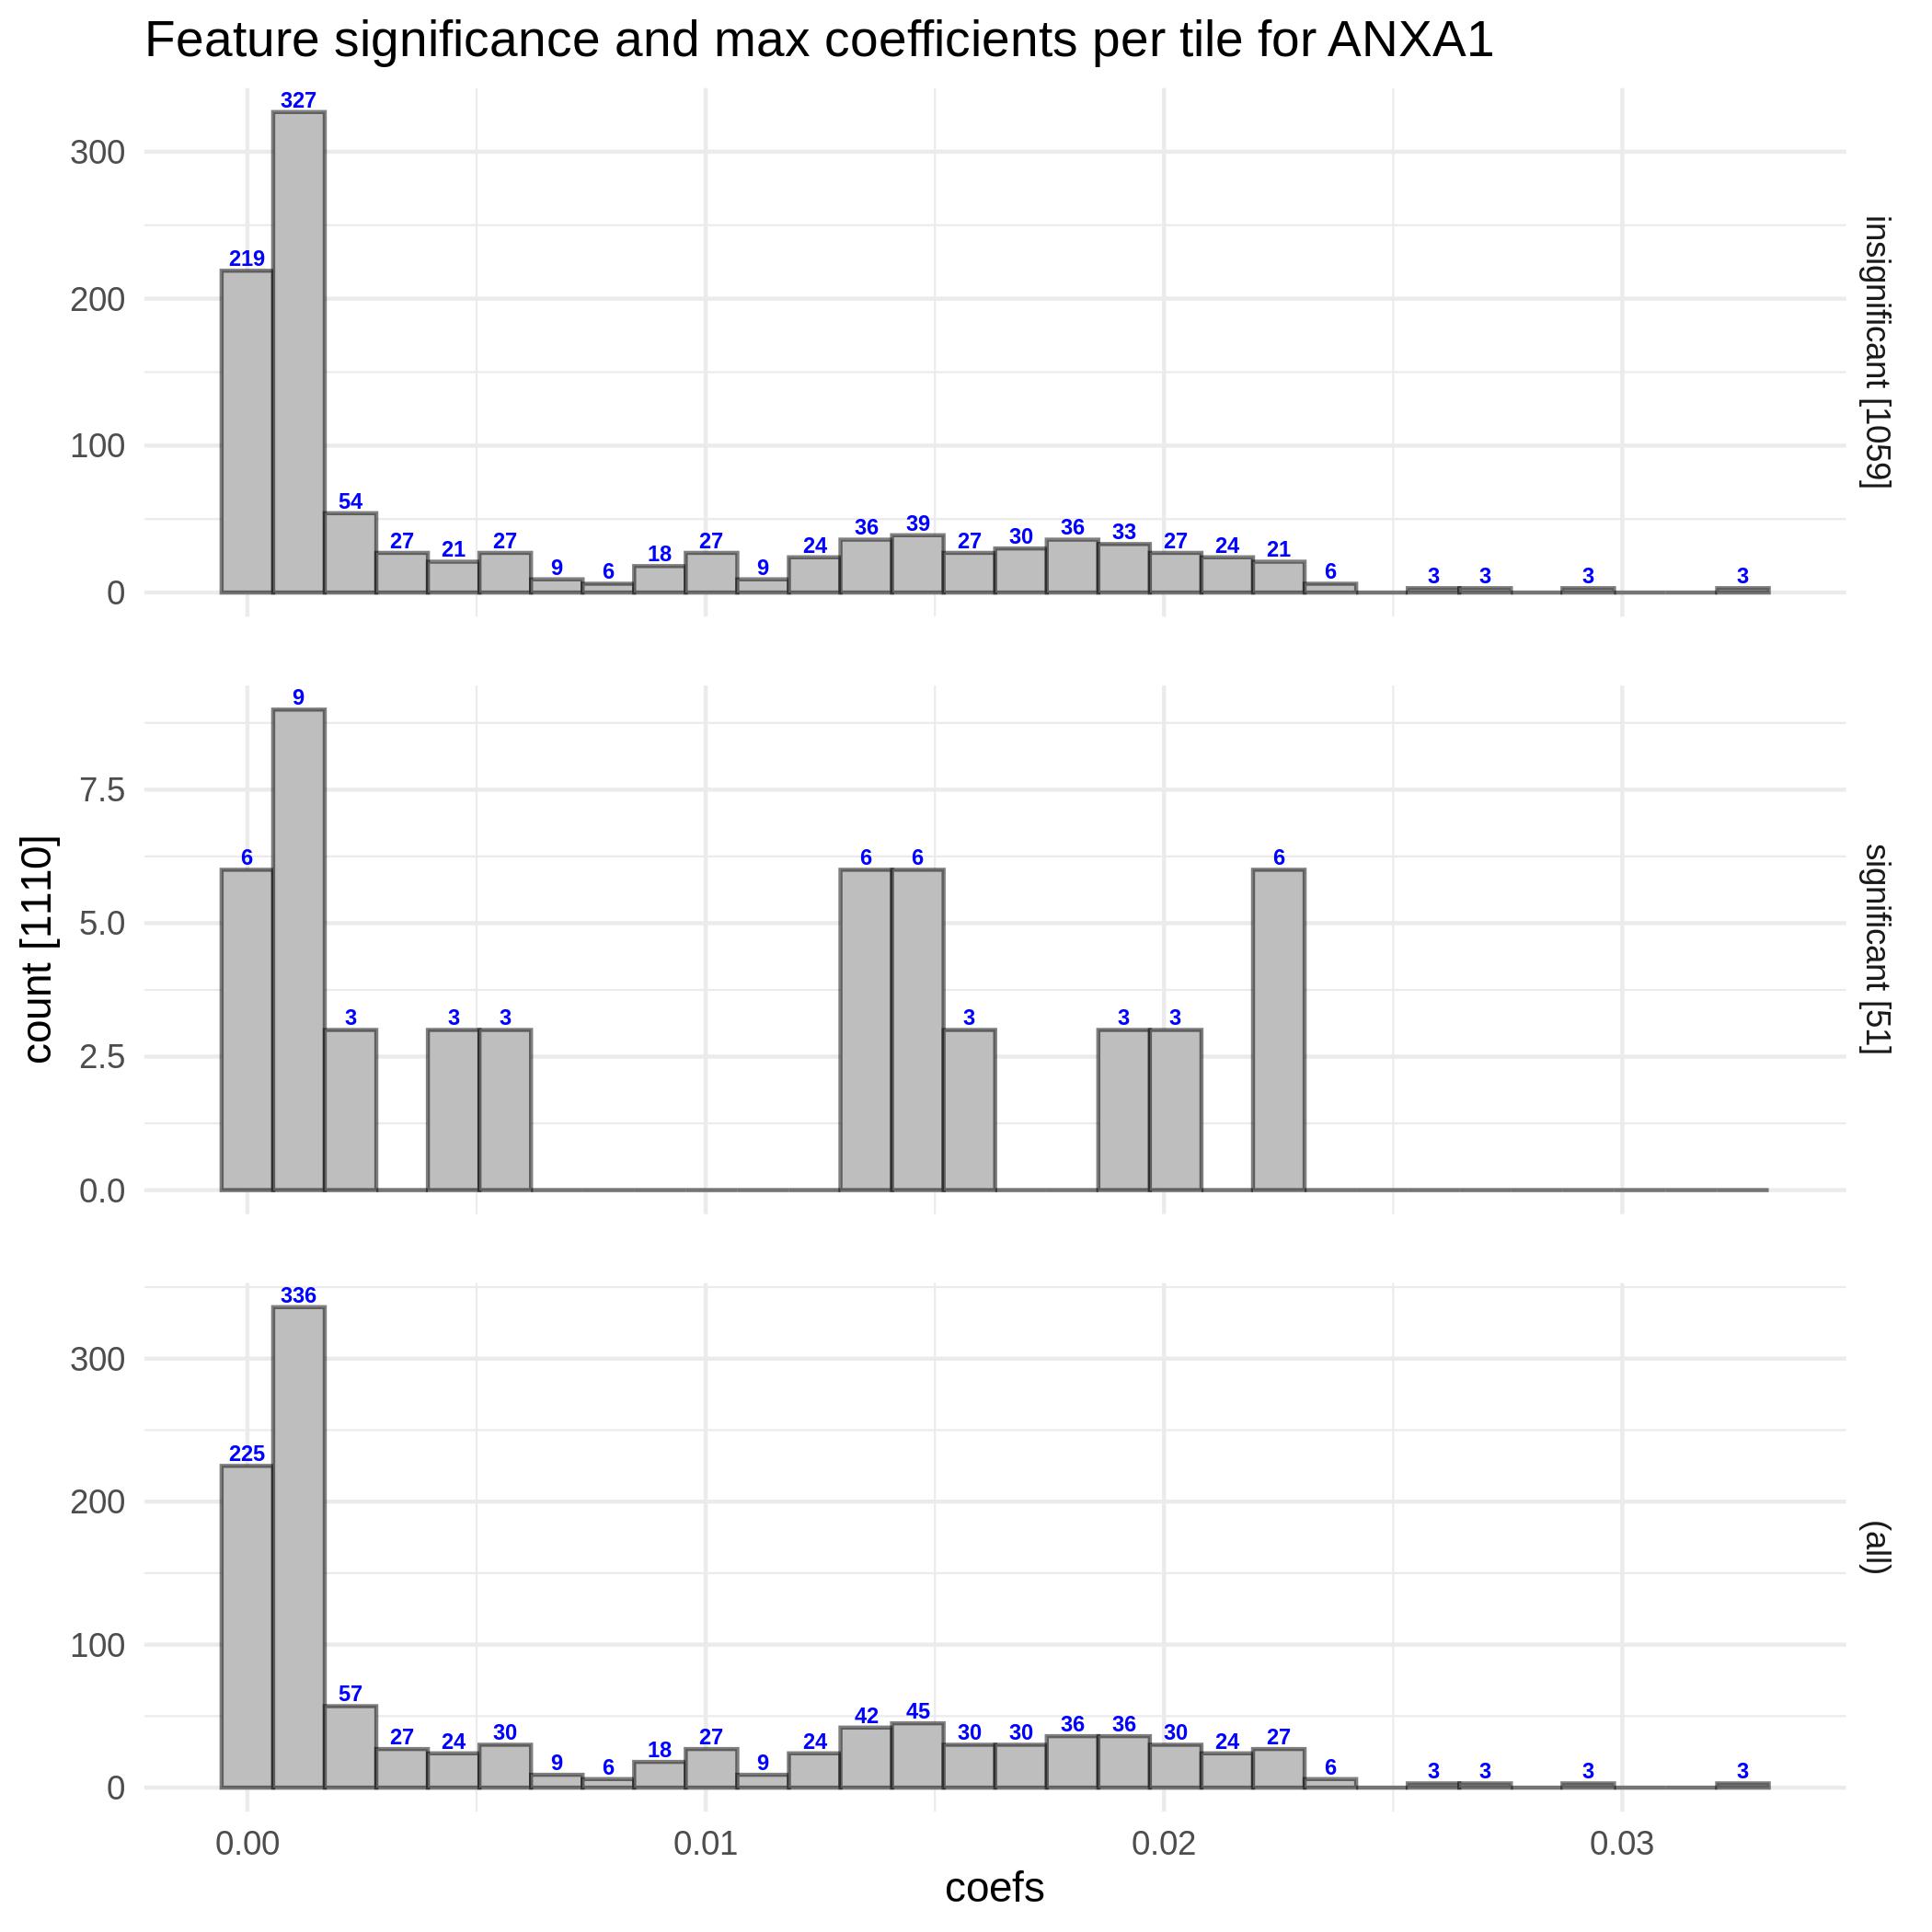 Feature significance and max coefficients per tile for ANXA1
327
300
219
200
insignificant [1059]
100
54 27 21 27 9 6 18 27 9 24 36 39 27 30 36 33 27 24 21 6 3 3 3 3
0
9
7.5
6 6 6 6
5.0
count [1110]
significant [51]
3 3 3 3 3 3
2.5
0.0
336
300
225
200
(all)
100
57 27 24 30 9 6 18 27 9 24 42 45 30 30 36 36 30 24 27 6 3 3 3 3
0
0.00 0.01 0.02 0.03
coefs